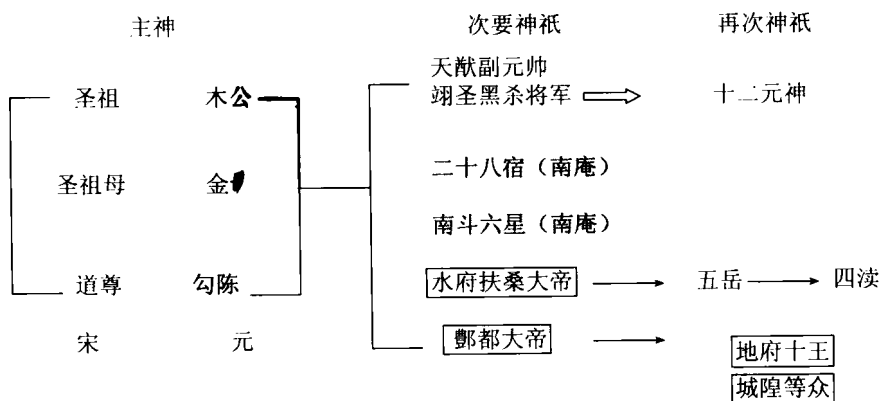 主神 次要神祇 再次神祇
天猷副元帅
圣祖 木公 翊圣黑杀将军 十二元神
圣祖母 金 二十八宿（南庵）
南斗六星（南庵）
道尊 勾陈 水府扶桑大帝 五岳 四渎
宋 元 酆都大帝 地府十王
城隍等众